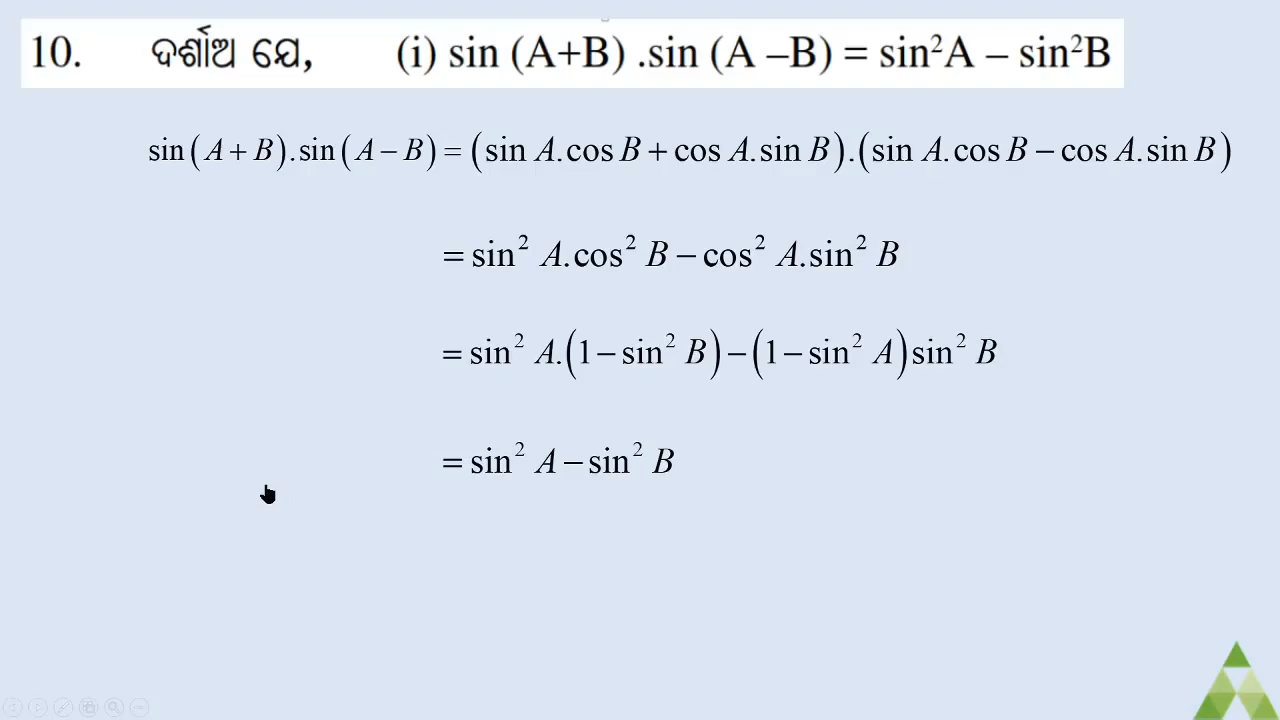 10. ଦର୍ଶାଅ ଯେ, (i) sin (A+B) .sin (A –B) = sin²A – sin²B
sin(A + B).sin(A − B) = (sin A.cos B + cos A.sin B).(sin A.cos B − cos A.sin B)
= sin² A.cos² B − cos² A.sin² B
= sin² A.(1 − sin² B) − (1 − sin² A)sin² B
= sin² A − sin² B